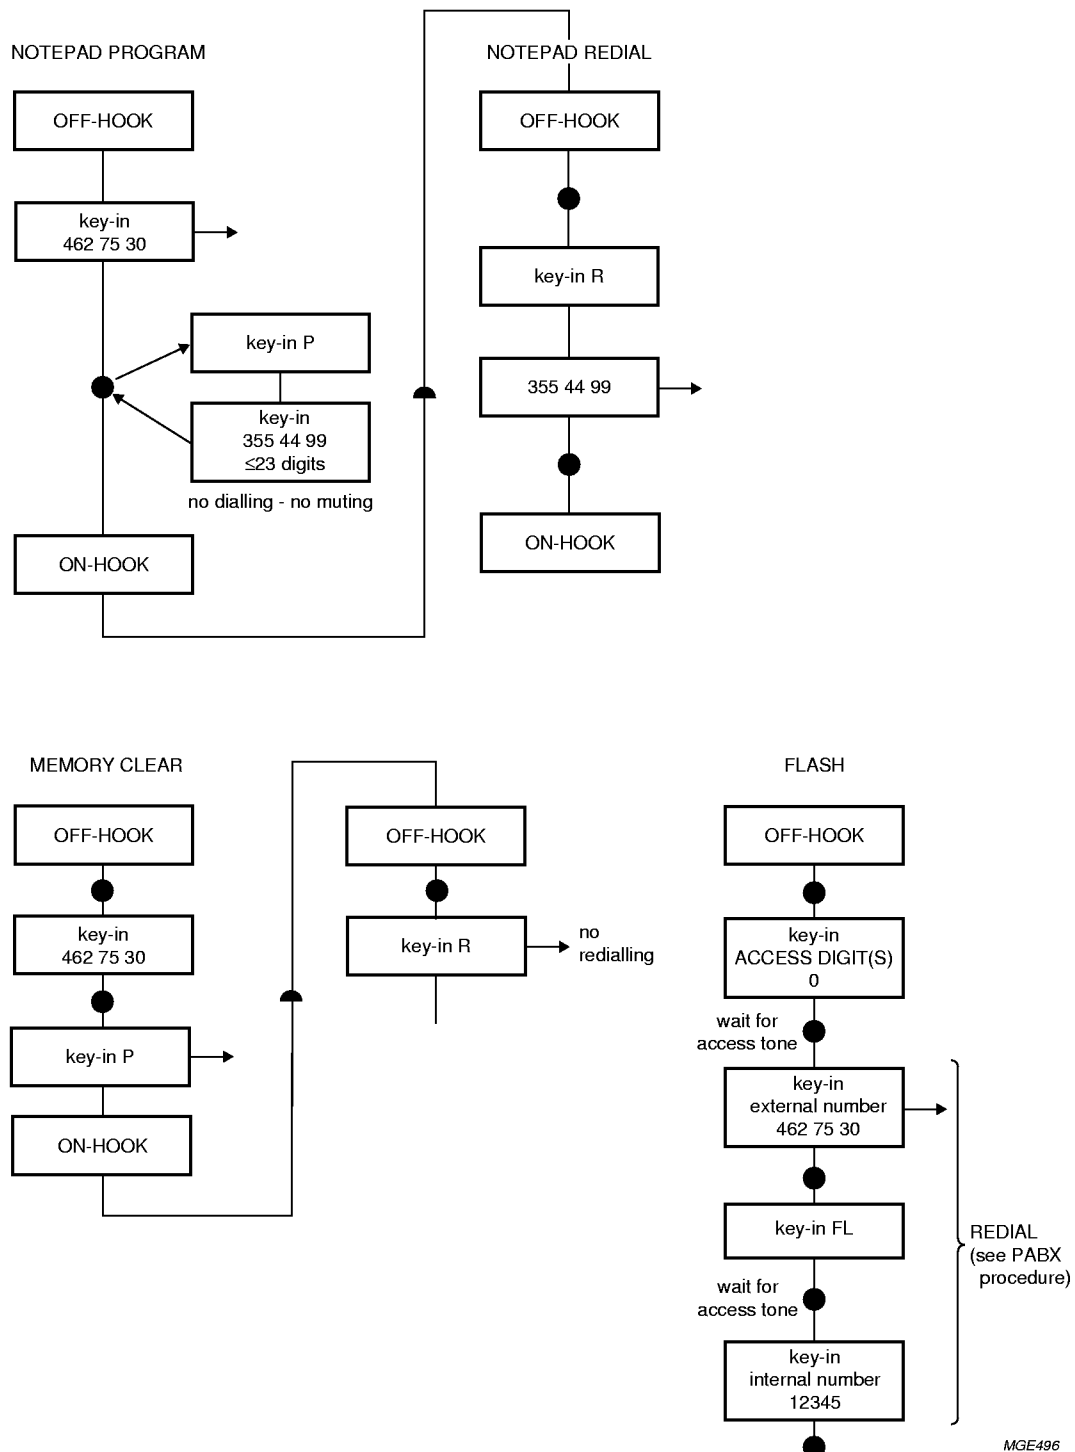 NOTEPAD PROGRAM
OFF-HOOK
key-in
462 75 30
key-in P
key-in
355 44 99
≤23 digits
no dialling - no muting
ON-HOOK
NOTEPAD REDIAL
OFF-HOOK
key-in R
355 44 99
ON-HOOK
MEMORY CLEAR
OFF-HOOK
key-in
462 75 30
key-in P
ON-HOOK
OFF-HOOK
key-in R
no
redialling
FLASH
OFF-HOOK
key-in
ACCESS DIGIT(S)
0
wait for
access tone
key-in
external number
462 75 30
key-in FL
wait for
access tone
key-in
internal number
12345
REDIAL
(see PABX
procedure)
MGE496